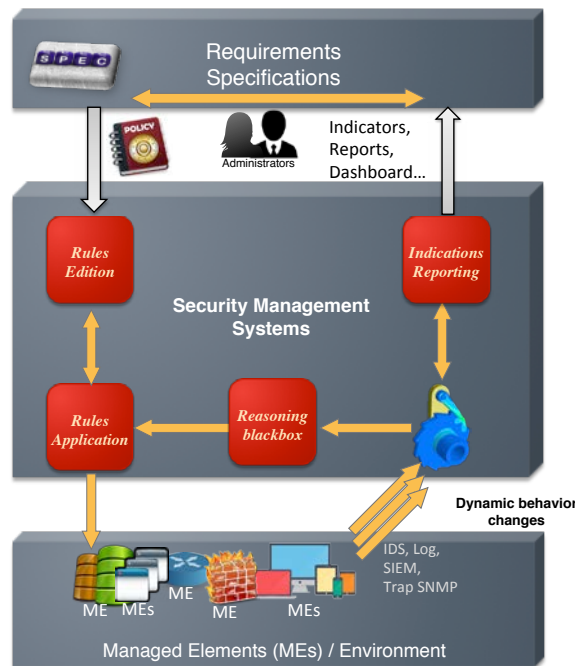 SPEC
Requirements
Specifications
POLICY
Administrators
Indicators,
Reports,
Dashboard...
Rules
Edition
Indications
Reporting
Security Management
Systems
Rules
Application
Reasoning
blackbox
Dynamic behavior
changes
IDS, Log,
SIEM,
Trap SNMP
ME
MEs
ME
ME
MEs
Managed Elements (MEs) / Environment